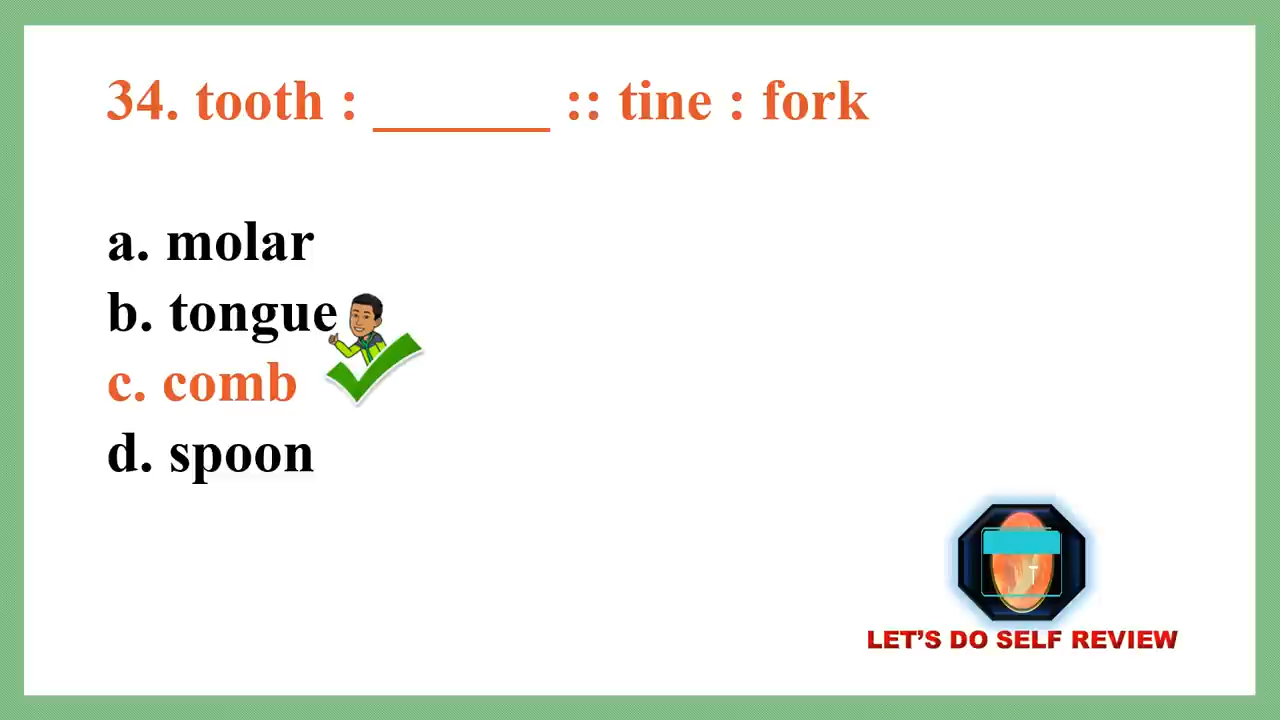 34. tooth : ______ :: tine : fork
a. molar
b. tongue
c. comb
d. spoon
T
LET'S DO SELF REVIEW